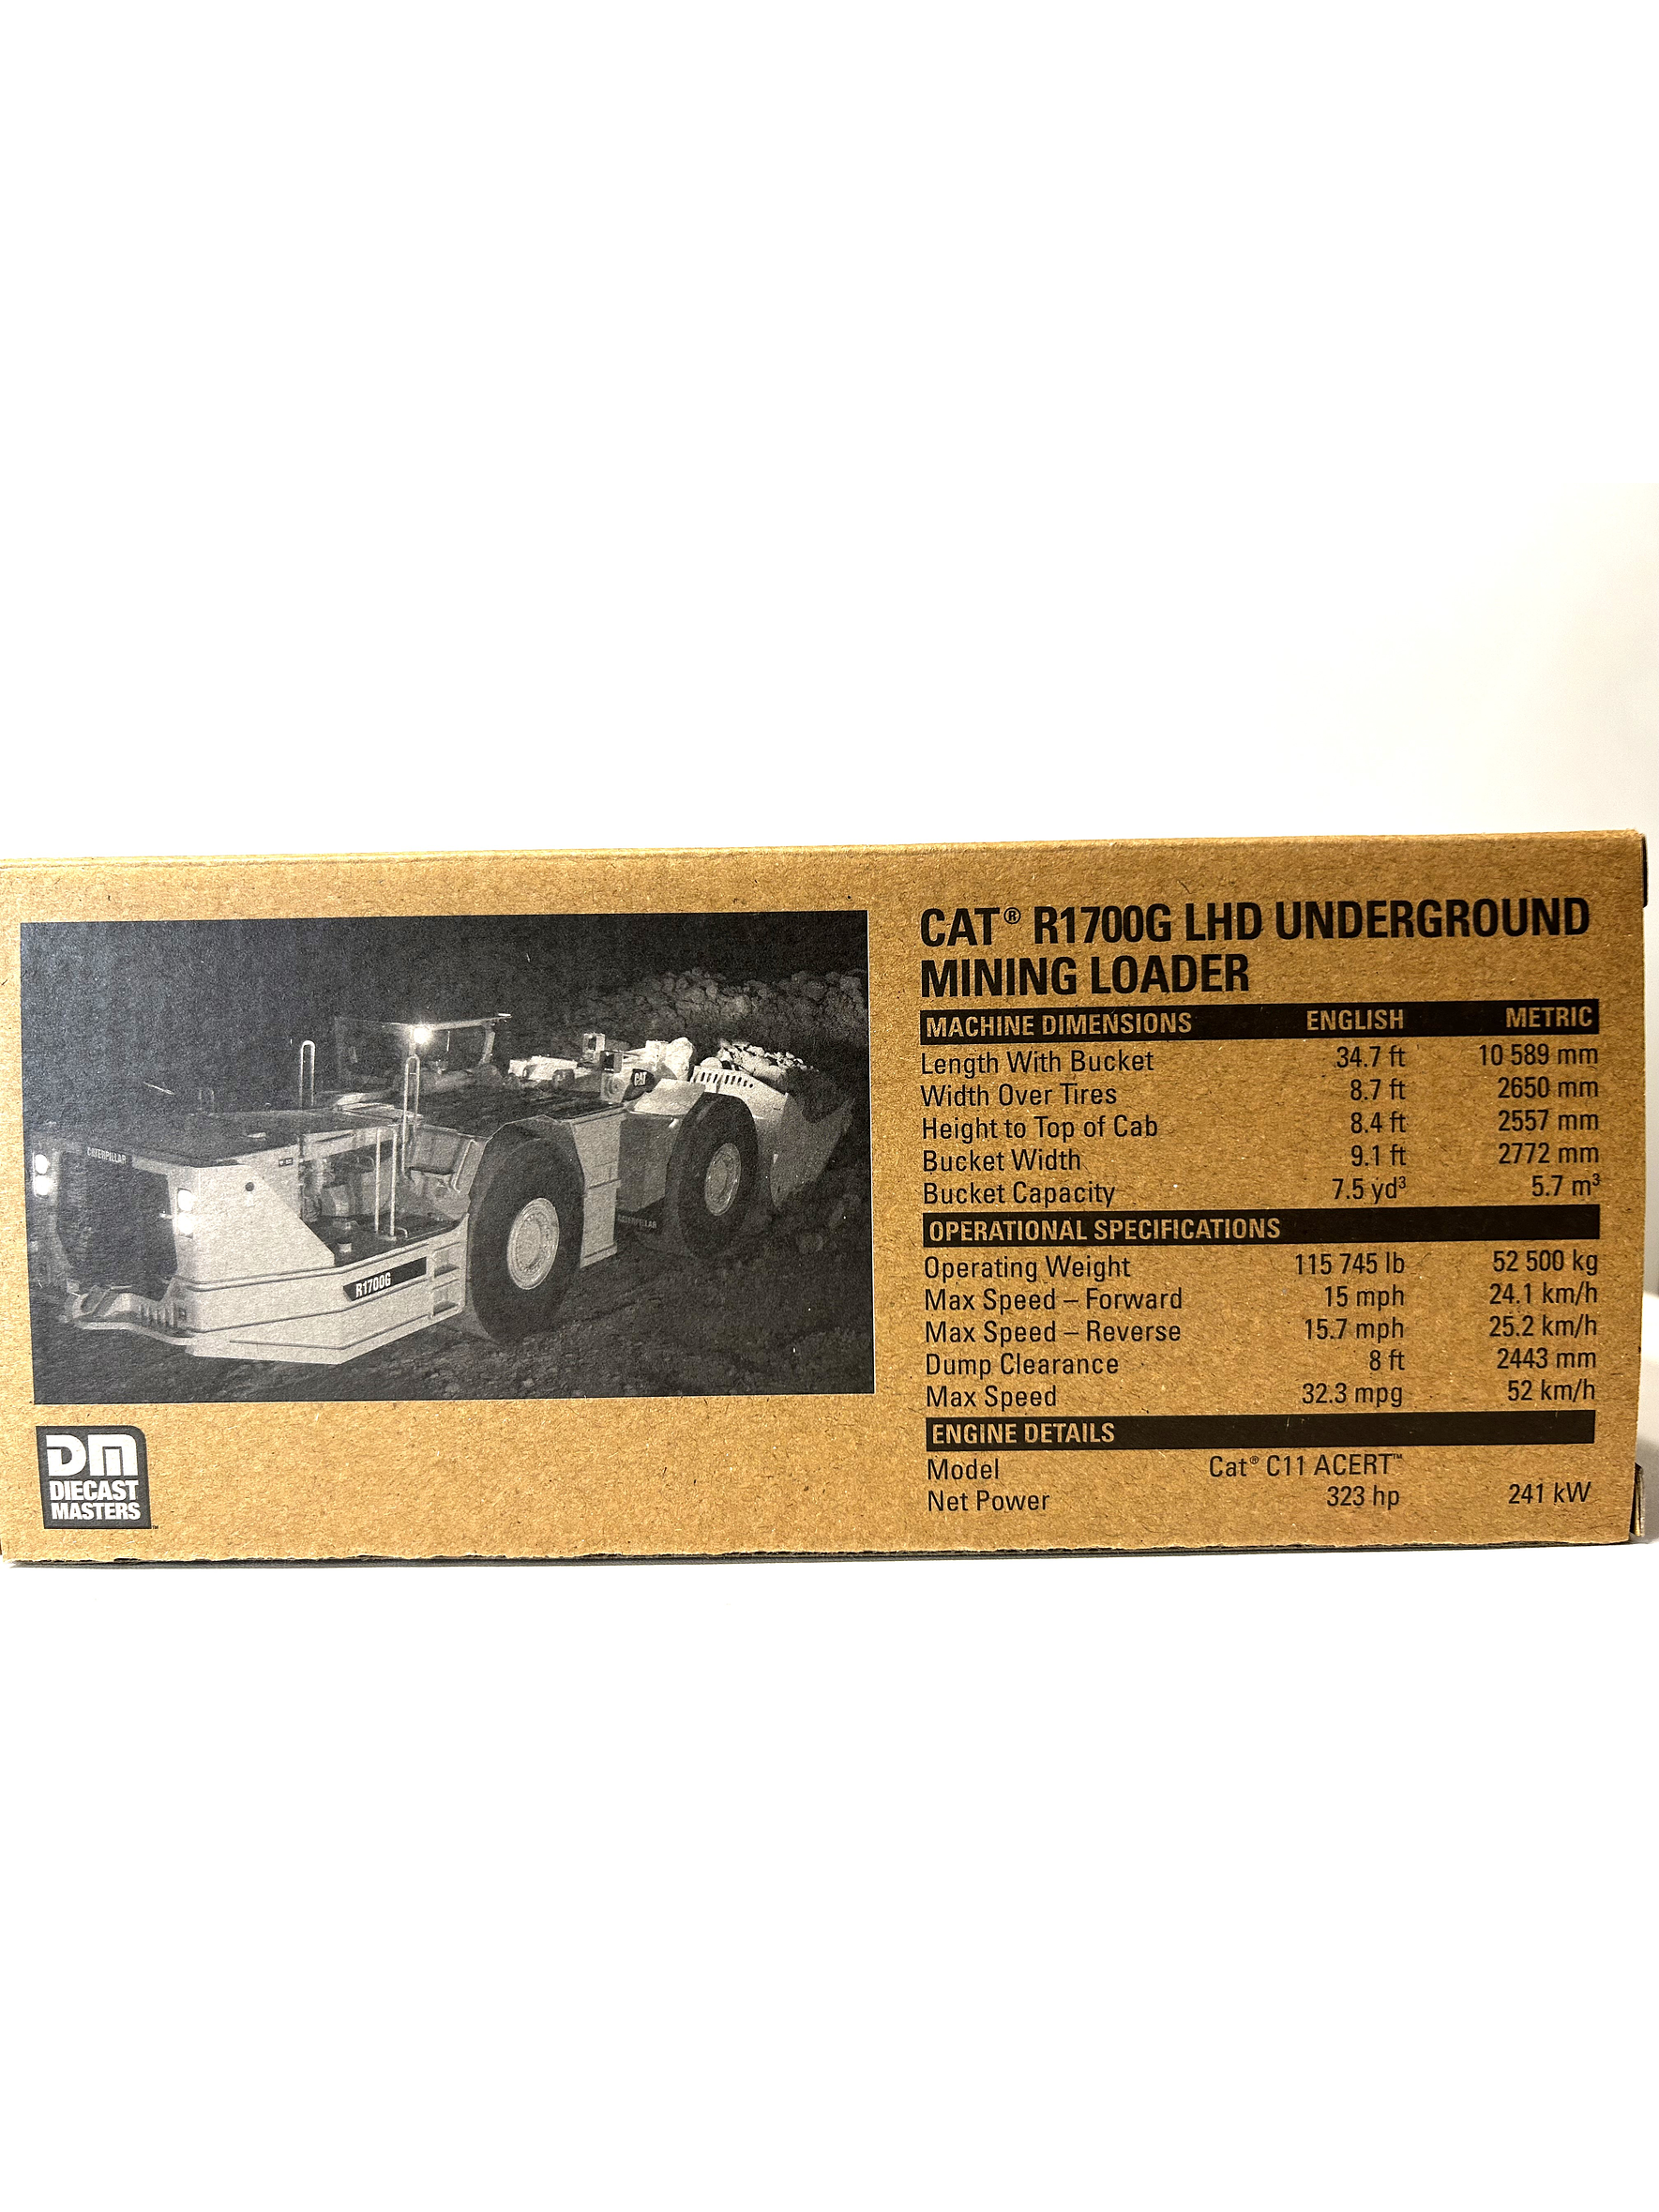 CAT® R1700G LHD UNDERGROUND
MINING LOADER
MACHINE DIMENSIONS ENGLISH METRIC
Length With Bucket 34.7 ft 10 589 mm
Width Over Tires 8.7 ft 2650 mm
Height to Top of Cab 8.4 ft 2557 mm
Bucket Width 9.1 ft 2772 mm
Bucket Capacity 7.5 yd³ 5.7 m³
OPERATIONAL SPECIFICATIONS
Operating Weight 115 745 lb 52 500 kg
Max Speed – Forward 15 mph 24.1 km/h
Max Speed – Reverse 15.7 mph 25.2 km/h
Dump Clearance 8 ft 2443 mm
Max Speed 32.3 mpg 52 km/h
ENGINE DETAILS
Model Cat® C11 ACERT™
Net Power 323 hp 241 kW
CAT
CATERPILLAR
CATERPILLAR
R1700G
DM
DIECAST
MASTERS™